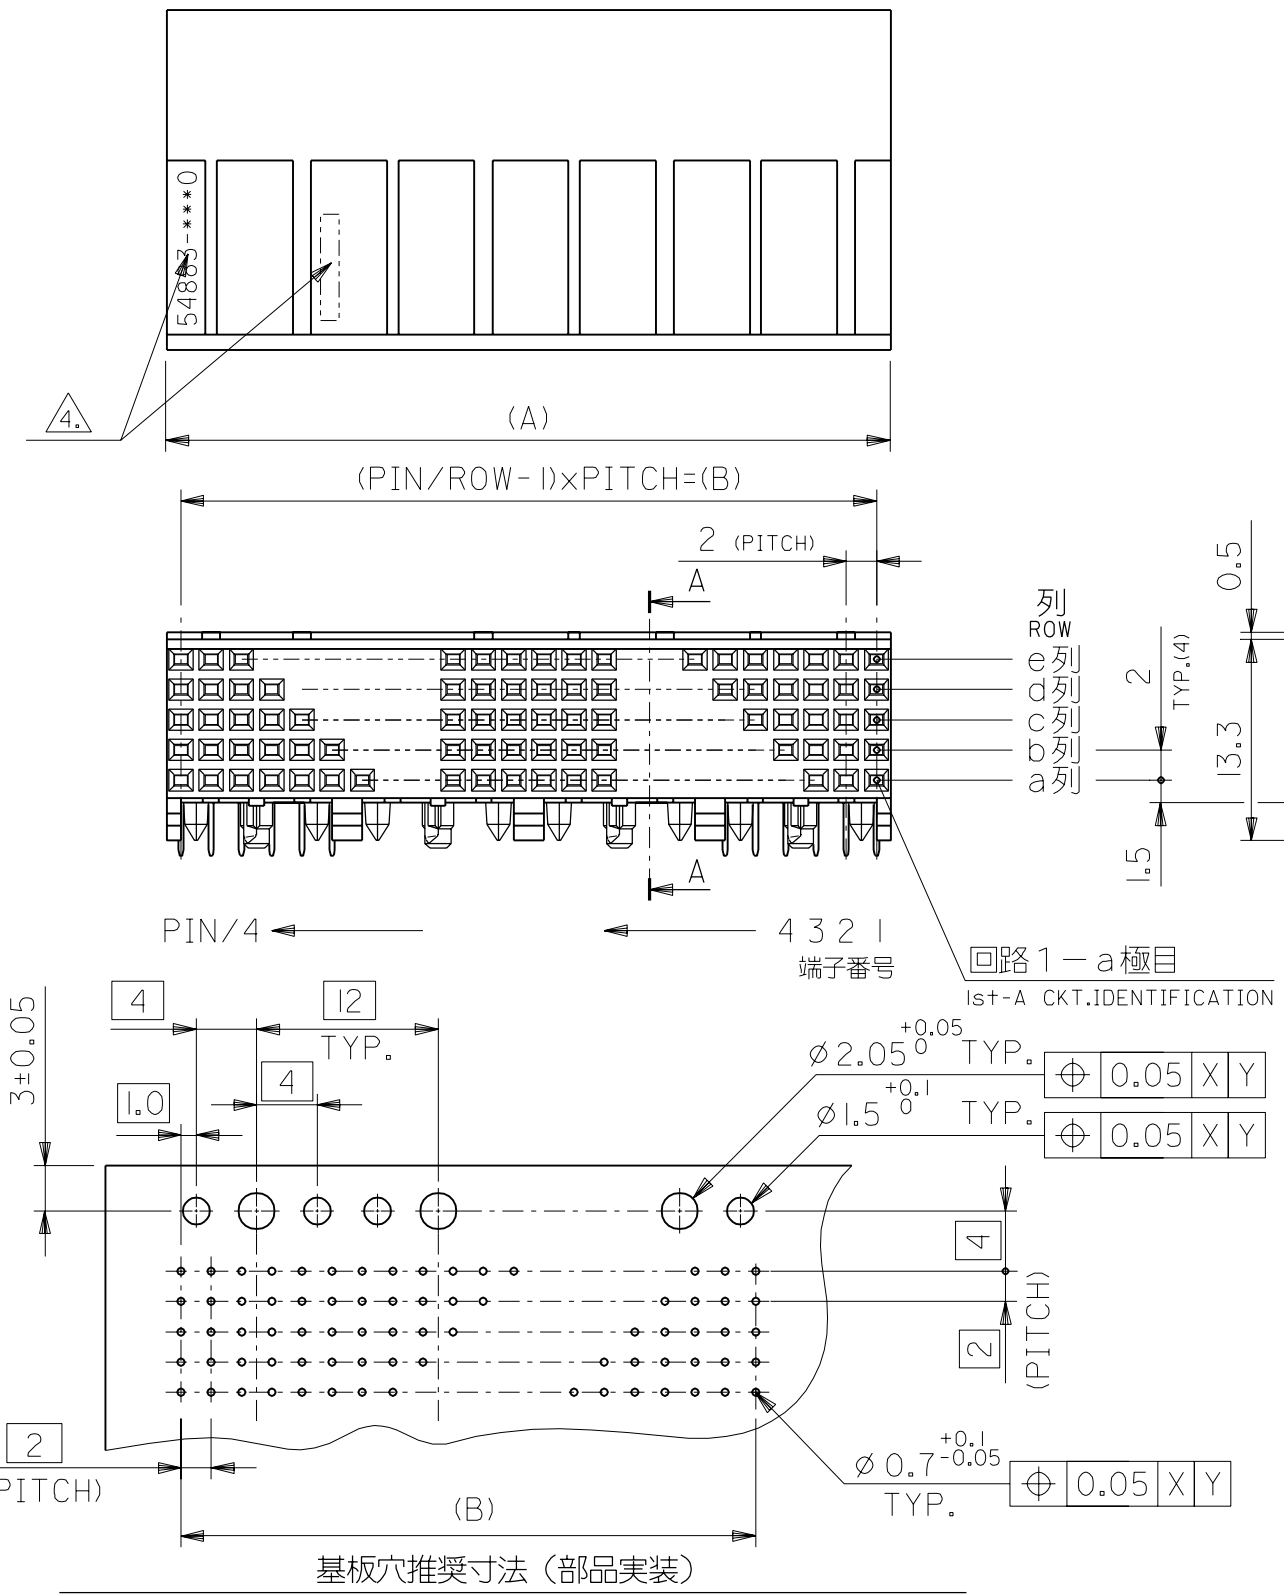 54883-***0
4.
(A)
(PIN/ROW-1)xPITCH=(B)
2 (PITCH)
A
列
ROW
e列
d列
c列
b列
a列
2
TYP.(4)
0.5
13.3
1.5
A
PIN/4
4 3 2 1
端子番号
回路1-a極目
1st-A CKT.IDENTIFICATION
3±0.05
4
12
TYP.
1.0
4
⌀2.05 +0.05 0 TYP.
⌖ 0.05 X Y
⌀1.5 +0.1 0 TYP.
⌖ 0.05 X Y
4
2
(PITCH)
2
PITCH)
(B)
⌀0.7 +0.1 -0.05
TYP.
⌖ 0.05 X Y
基板穴推奨寸法(部品実装)